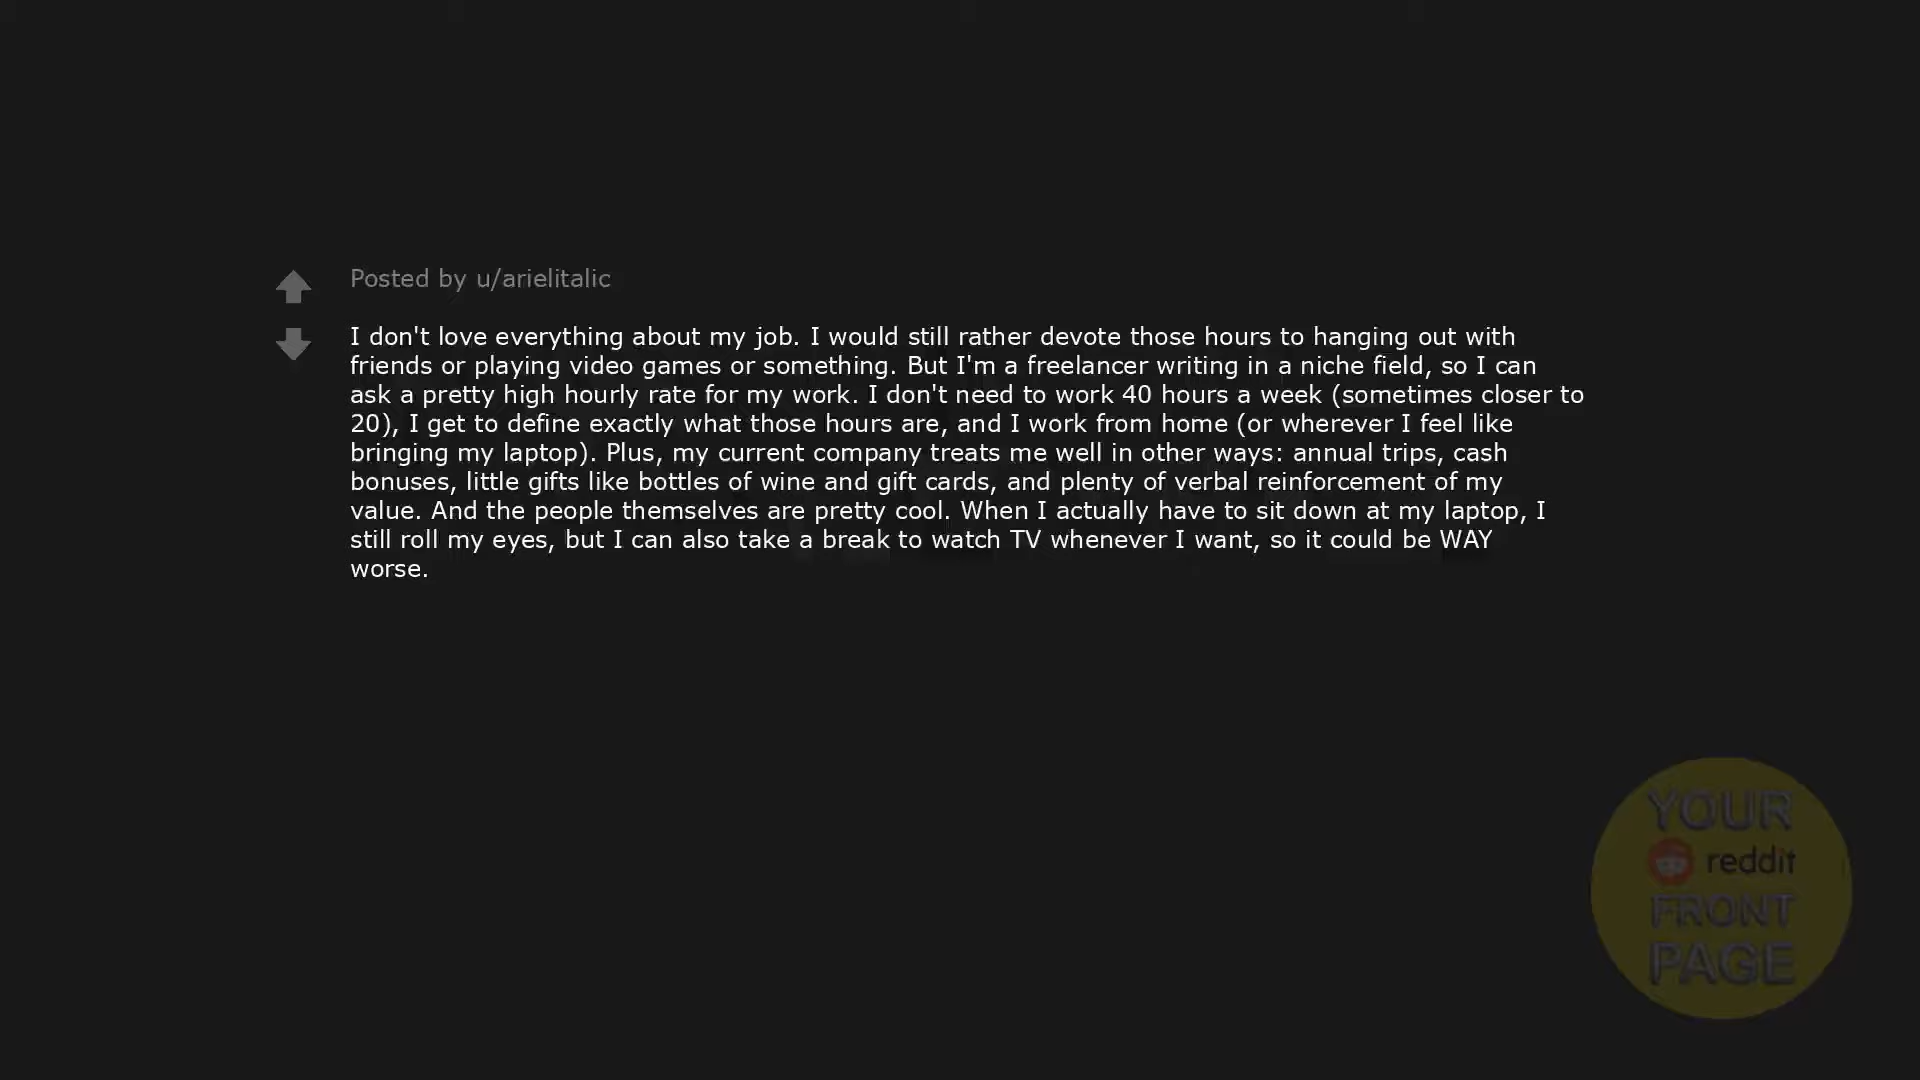 Posted by u/arielitalic
I don't love everything about my job. I would still rather devote those hours to hanging out with
friends or playing video games or something. But I'm a freelancer writing in a niche field, so I can
ask a pretty high hourly rate for my work. I don't need to work 40 hours a week (sometimes closer to
20), I get to define exactly what those hours are, and I work from home (or wherever I feel like
bringing my laptop). Plus, my current company treats me well in other ways: annual trips, cash
bonuses, little gifts like bottles of wine and gift cards, and plenty of verbal reinforcement of my
value. And the people themselves are pretty cool. When I actually have to sit down at my laptop, I
still roll my eyes, but I can also take a break to watch TV whenever I want, so it could be WAY
worse.
YOUR
reddit
FRONT
PAGE